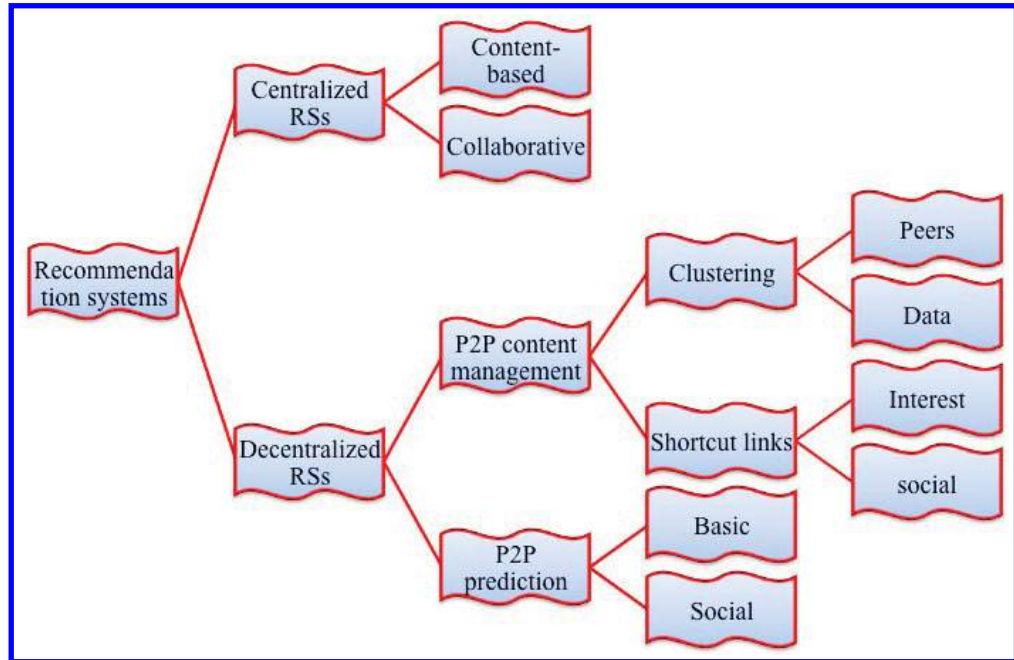 Content-
based
Centralized
RSs
Collaborative
Peers
Recommenda
tion systems
Clustering
Data
P2P content
management
Interest
Decentralized
RSs
Shortcut links
social
Basic
P2P
prediction
Social